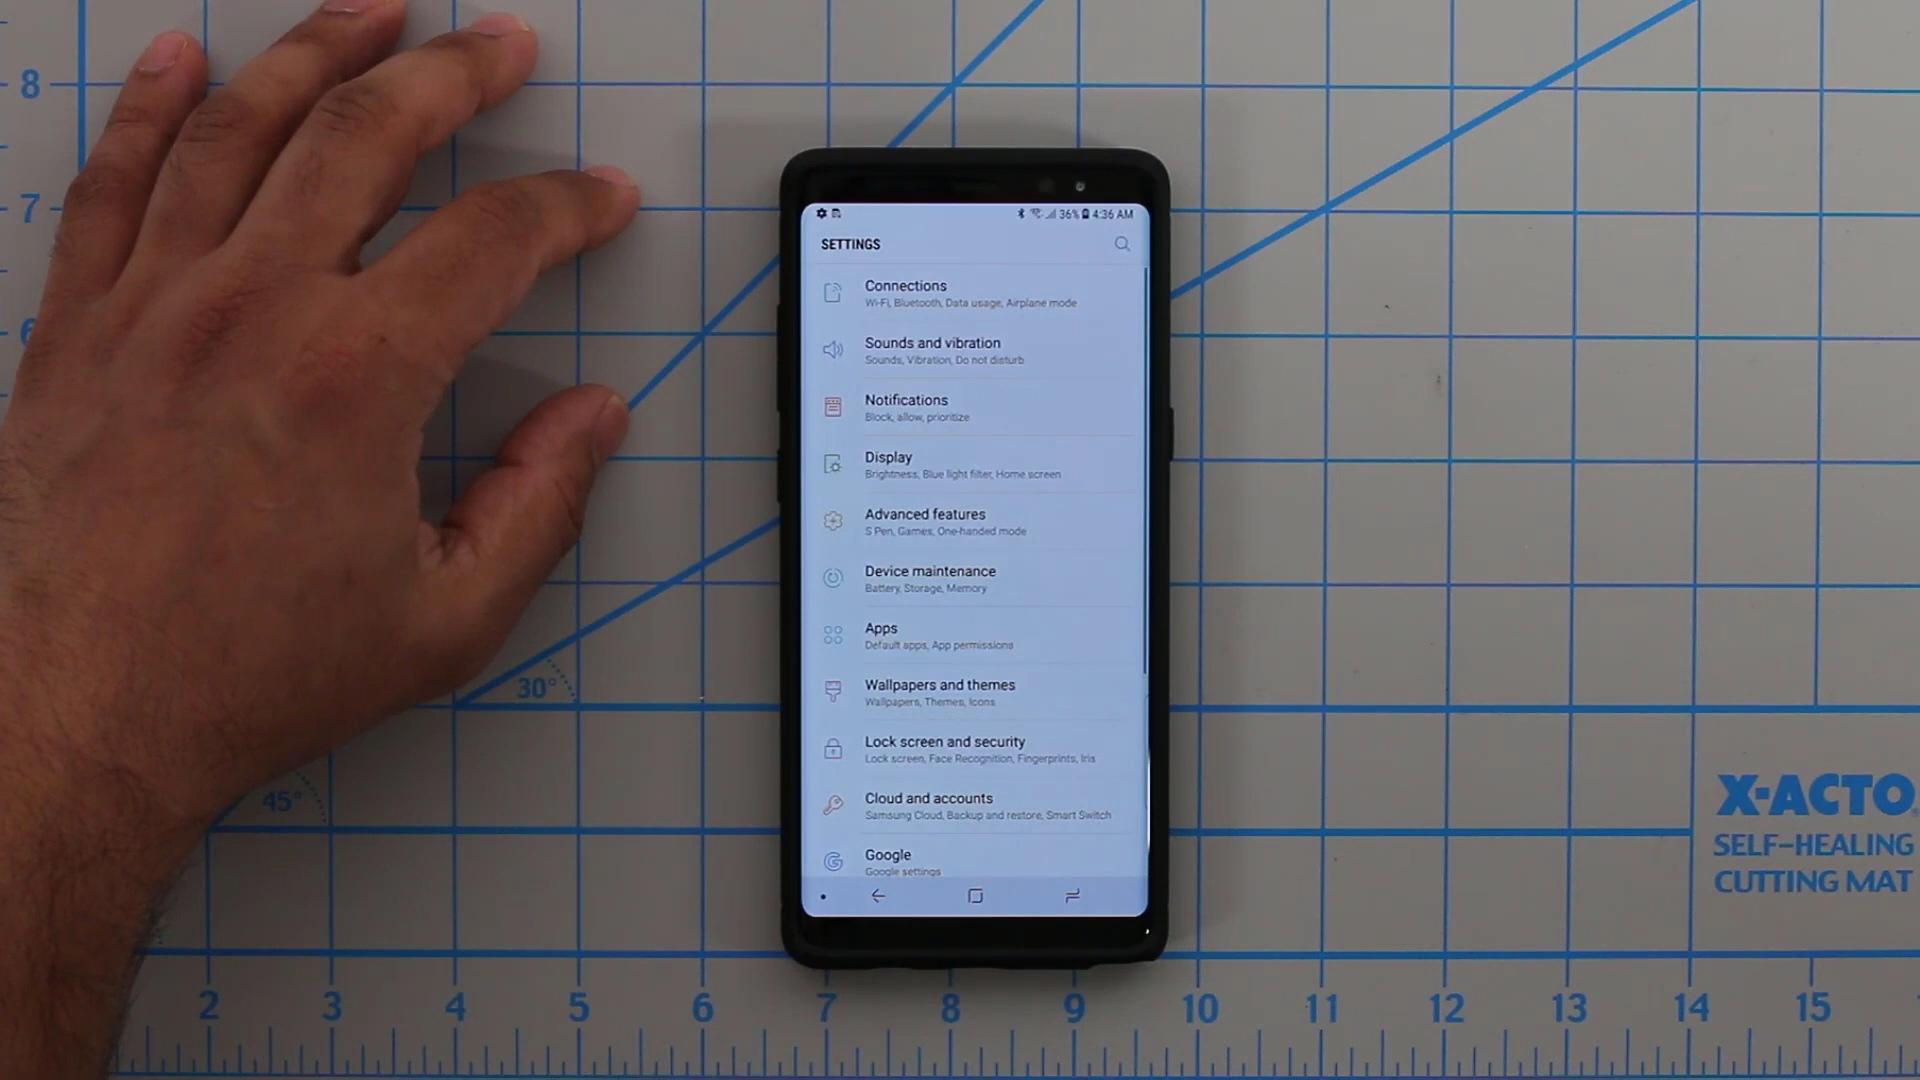 8
7
6
36% 4:36 AM
SETTINGS
Connections
Wi-Fi, Bluetooth, Data usage, Airplane mode
Sounds and vibration
Sounds, Vibration, Do not disturb
Notifications
Block, allow, prioritize
Display
Brightness, Blue light filter, Home screen
Advanced features
S Pen, Games, One-handed mode
Device maintenance
Battery, Storage, Memory
Apps
Default apps, App permissions
Wallpapers and themes
Wallpapers, Themes, Icons
Lock screen and security
Lock screen, Face Recognition, Fingerprints, Iris
Cloud and accounts
Samsung Cloud, Backup and restore, Smart Switch
Google
Google settings
30°
45°
X-ACTO
SELF-HEALING
CUTTING MAT
2 3 4 5 6 7 8 9 10 11 12 13 14 15